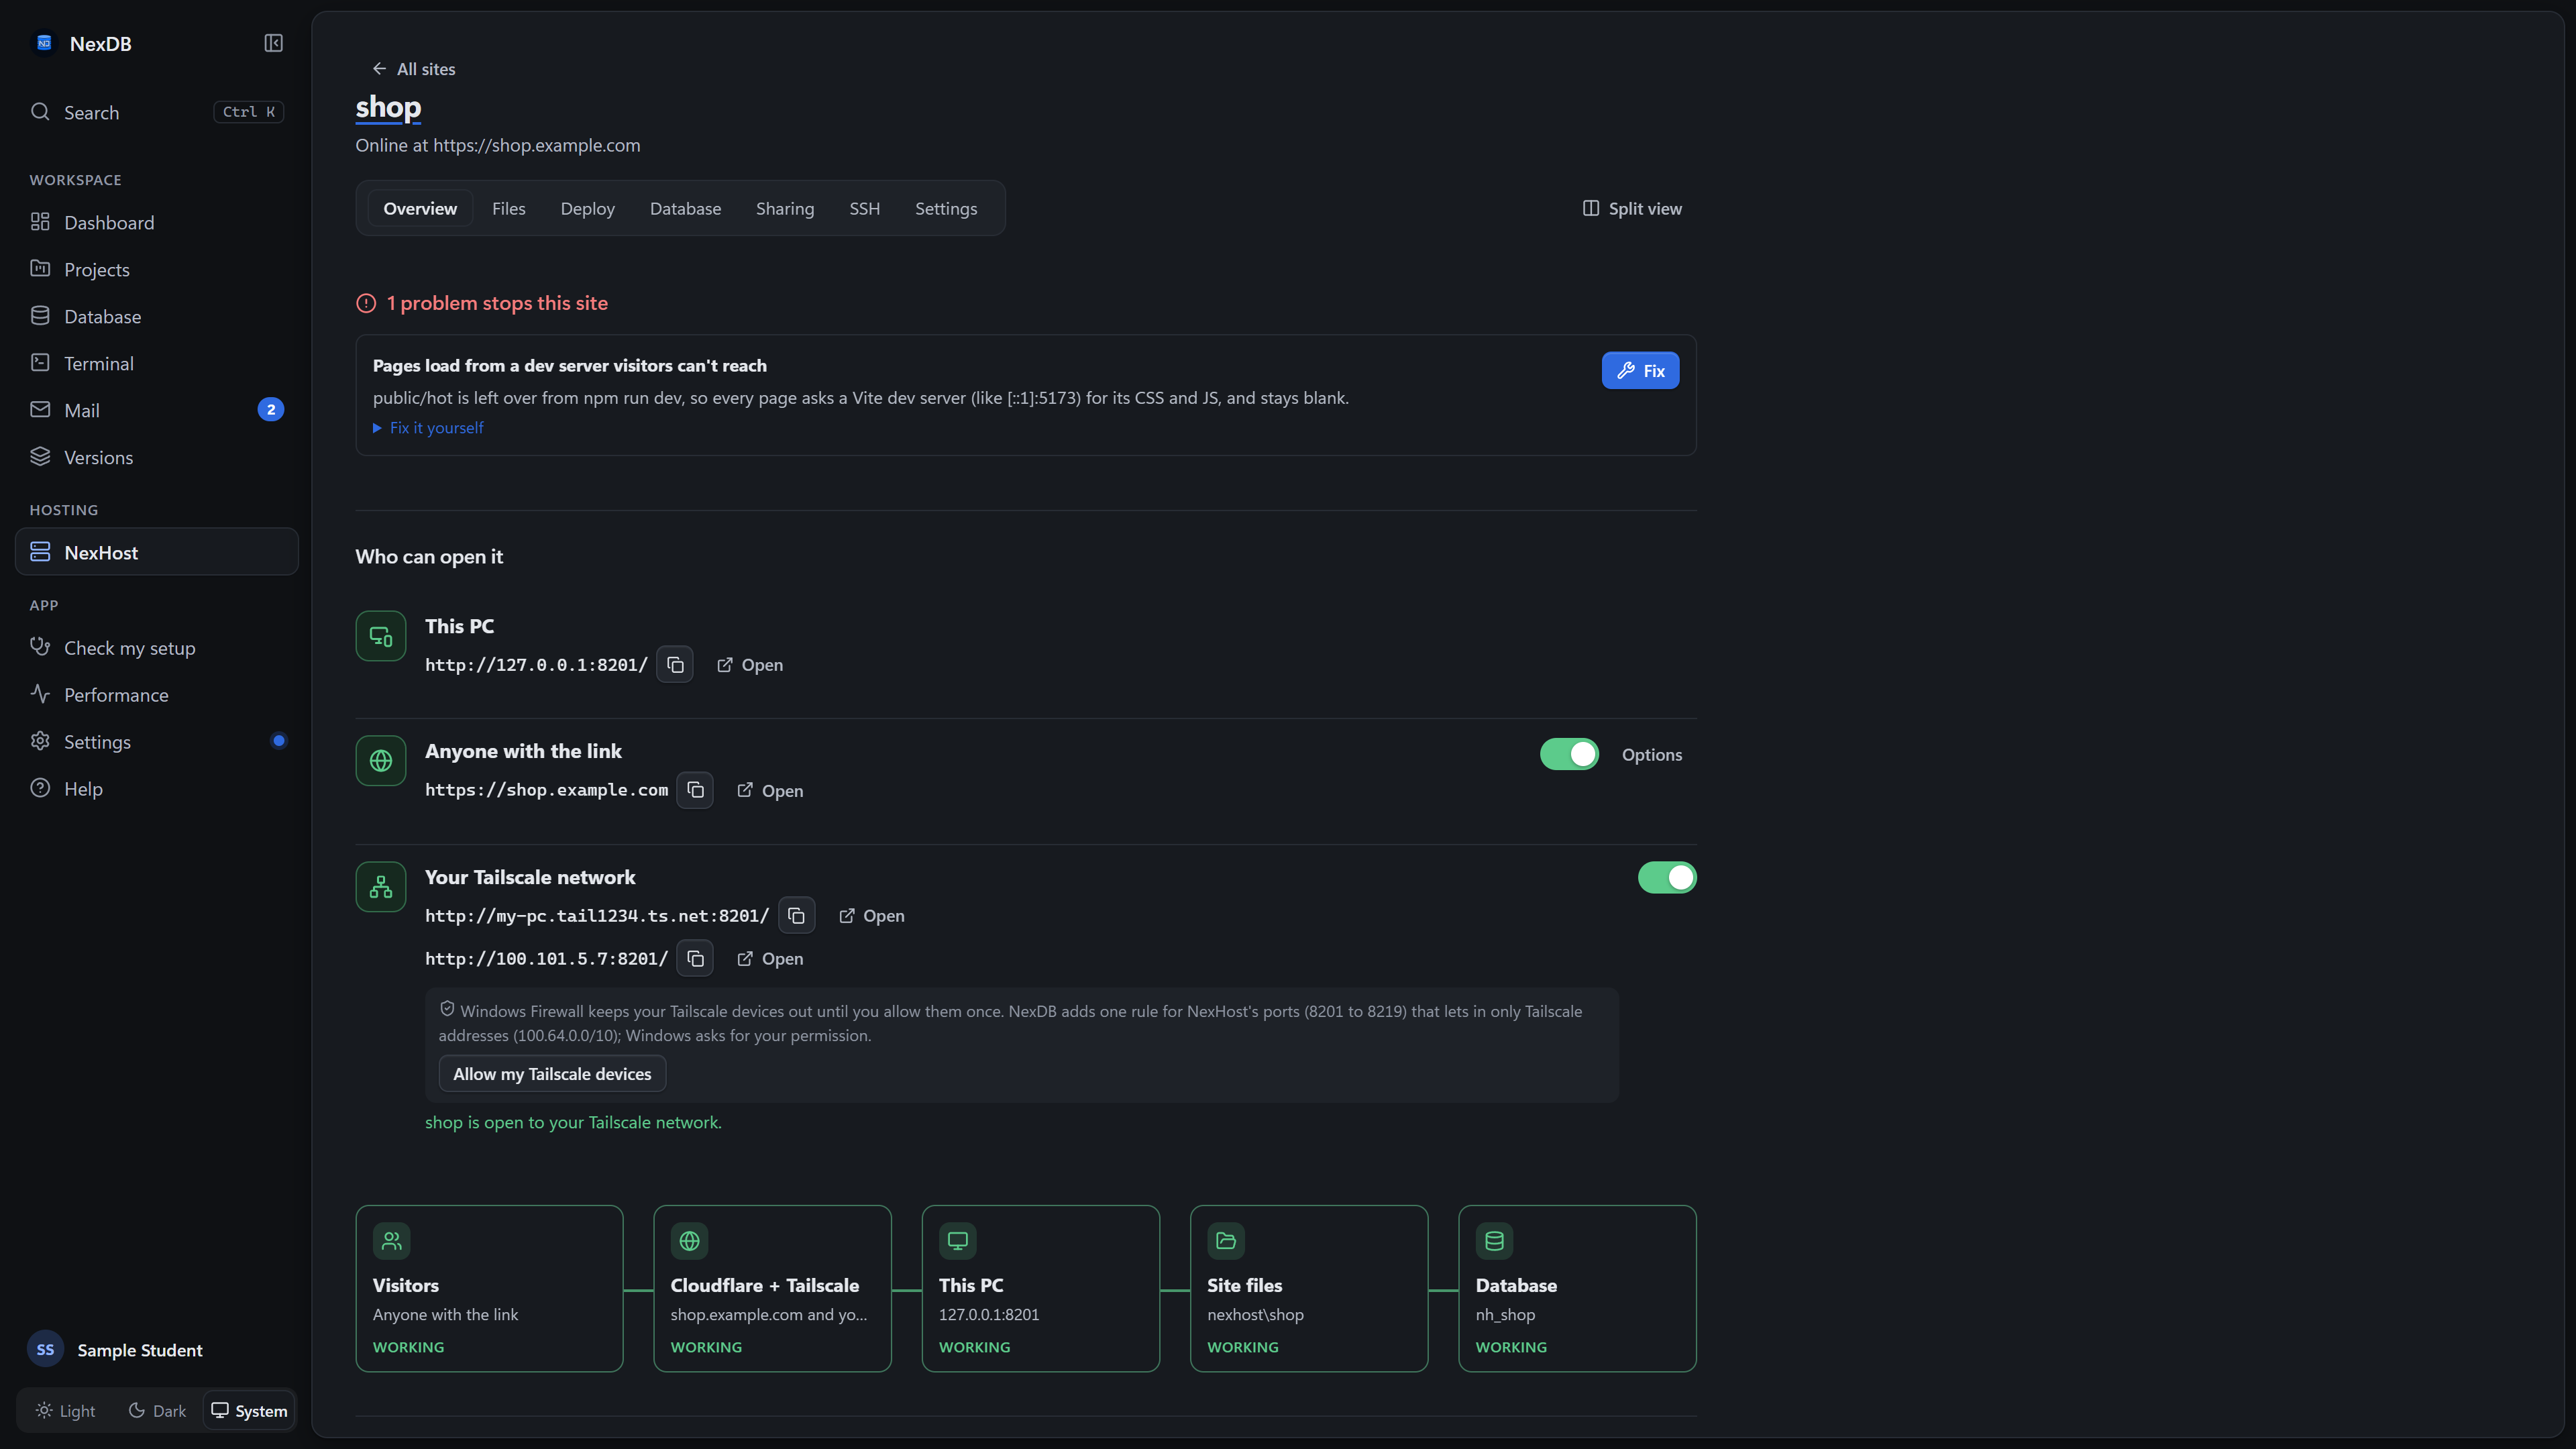 NexDB
Search
Ctrl K
WORKSPACE
Dashboard
Projects
Database
Terminal
Mail
2
Versions
HOSTING
NexHost
APP
Check my setup
Performance
Settings
Help
SS
Sample Student
Light
Dark
System
All sites
shop
Online at https://shop.example.com
Overview
Files
Deploy
Database
Sharing
SSH
Settings
Split view
1 problem stops this site
Pages load from a dev server visitors can't reach
public/hot is left over from npm run dev, so every page asks a Vite dev server (like [::1]:5173) for its CSS and JS, and stays blank.
Fix it yourself
Fix
Who can open it
This PC
http://127.0.0.1:8201/
Open
Anyone with the link
https://shop.example.com
Open
Options
Your Tailscale network
http://my-pc.tail1234.ts.net:8201/
Open
http://100.101.5.7:8201/
Open
Windows Firewall keeps your Tailscale devices out until you allow them once. NexDB adds one rule for NexHost's ports (8201 to 8219) that lets in only Tailscale
addresses (100.64.0.0/10); Windows asks for your permission.
Allow my Tailscale devices
shop is open to your Tailscale network.
Visitors
Anyone with the link
WORKING
Cloudflare + Tailscale
shop.example.com and yo...
WORKING
This PC
127.0.0.1:8201
WORKING
Site files
nexhost\shop
WORKING
Database
nh_shop
WORKING